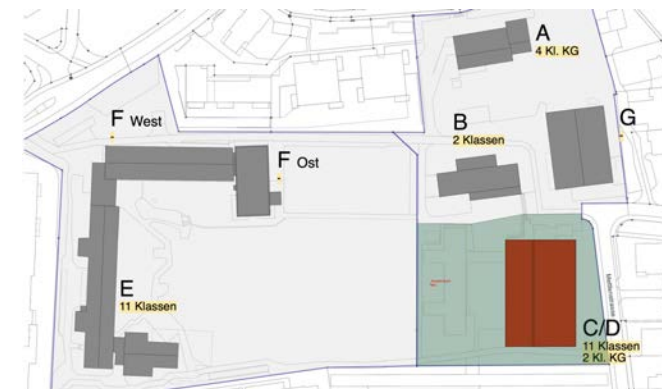 A
4 Kl. KG
F West
B
2 Klassen
G
F Ost
E
11 Klassen
C/D
11 Klassen
2 Kl. KG